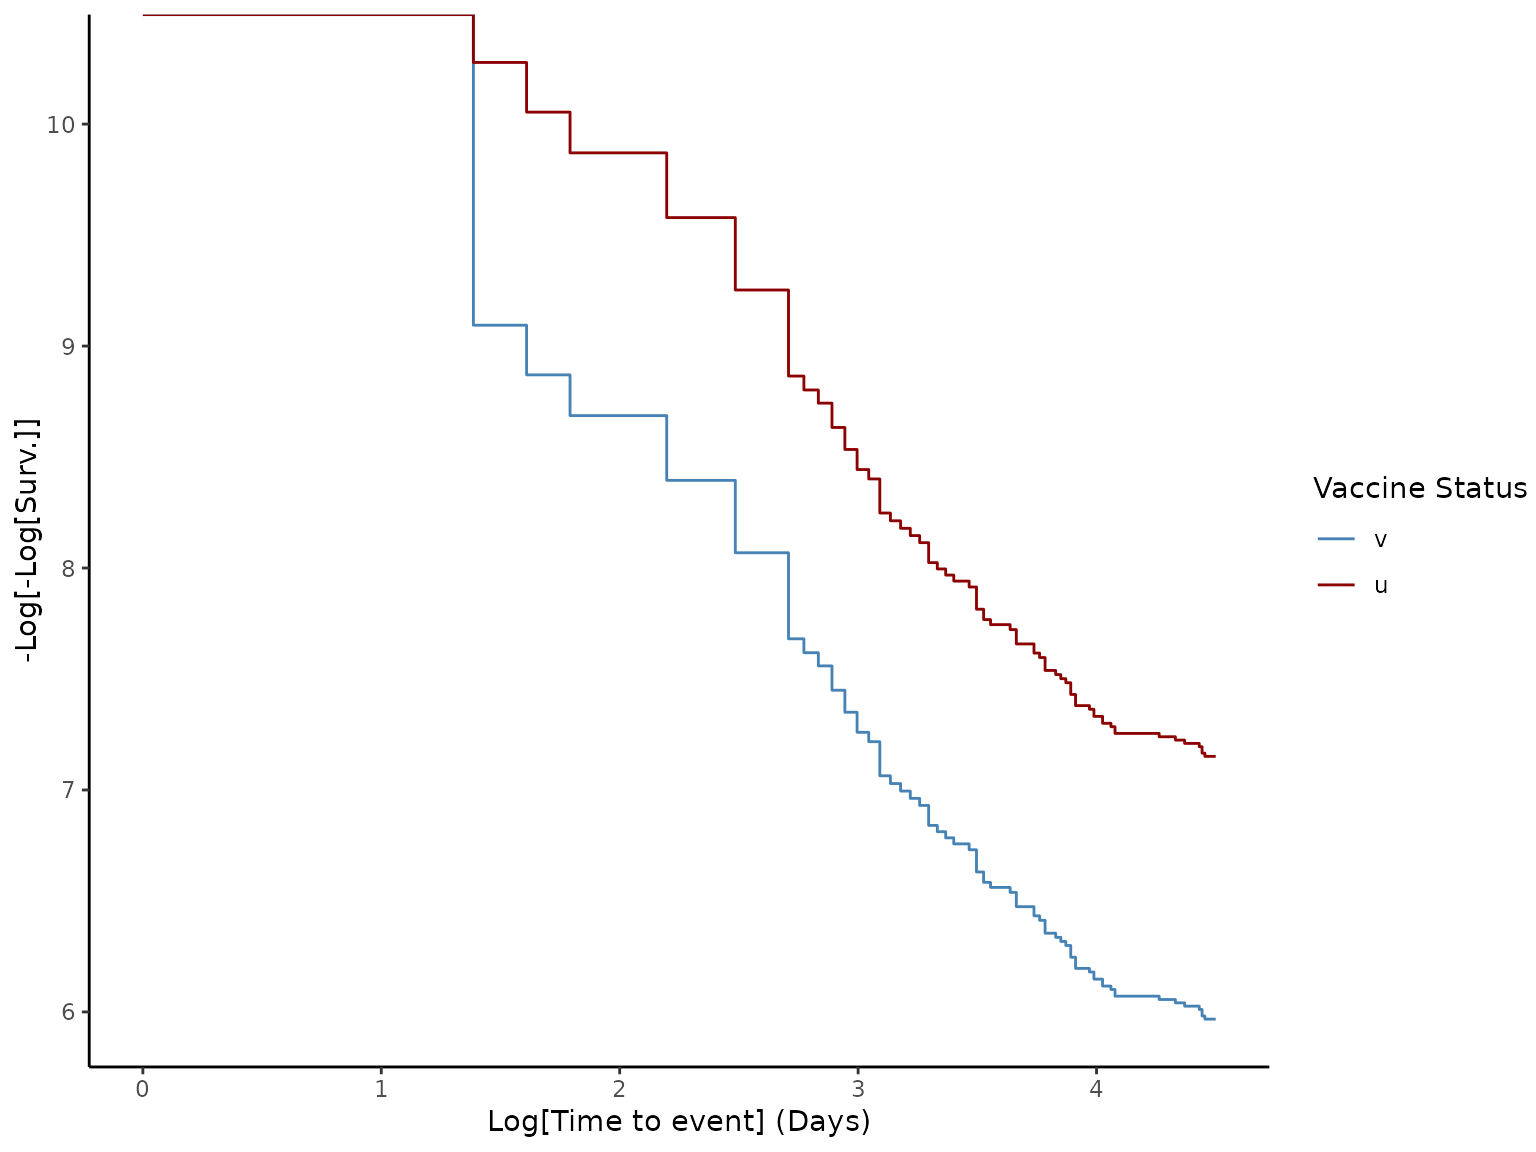 10
9
8
7
6
-Log[-Log[Surv.]]
0 1 2 3 4
Log[Time to event] (Days)
Vaccine Status
v
u